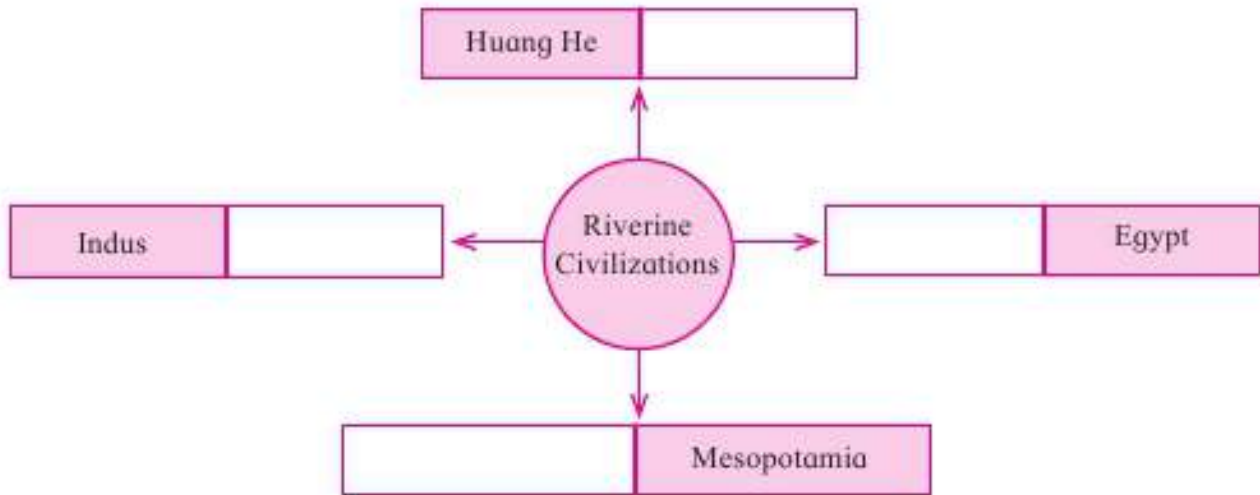 Huang He
Indus
Riverine
Civilizations
Egypt
Mesopotamia